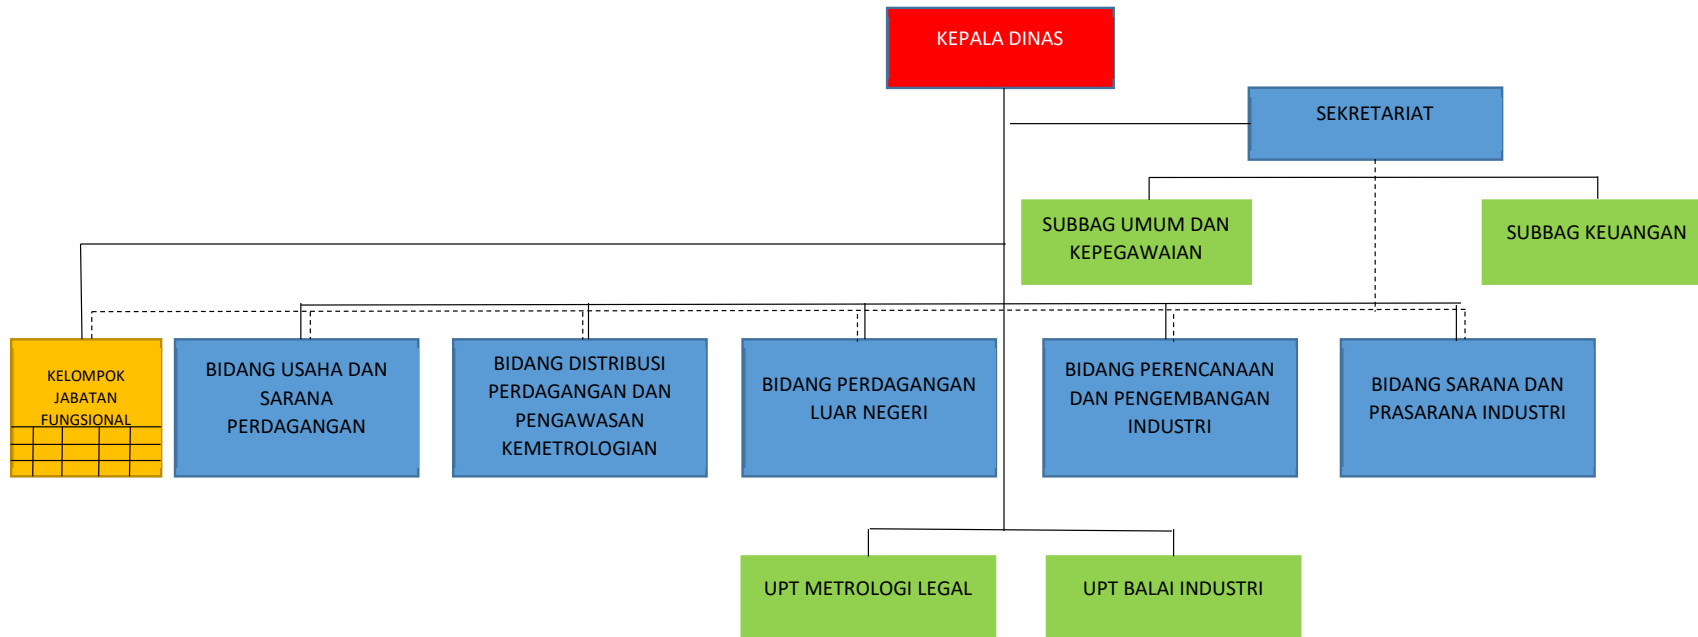 KEPALA DINAS
SEKRETARIAT
SUBBAG UMUM DAN
KEPEGAWAIAN
SUBBAG KEUANGAN
KELOMPOK
JABATAN
FUNGSIONAL
BIDANG USAHA DAN
SARANA
PERDAGANGAN
BIDANG DISTRIBUSI
PERDAGANGAN DAN
PENGAWASAN
KEMETROLOGIAN
BIDANG PERDAGANGAN
LUAR NEGERI
BIDANG PERENCANAAN
DAN PENGEMBANGAN
INDUSTRI
BIDANG SARANA DAN
PRASARANA INDUSTRI
UPT METROLOGI LEGAL
UPT BALAI INDUSTRI